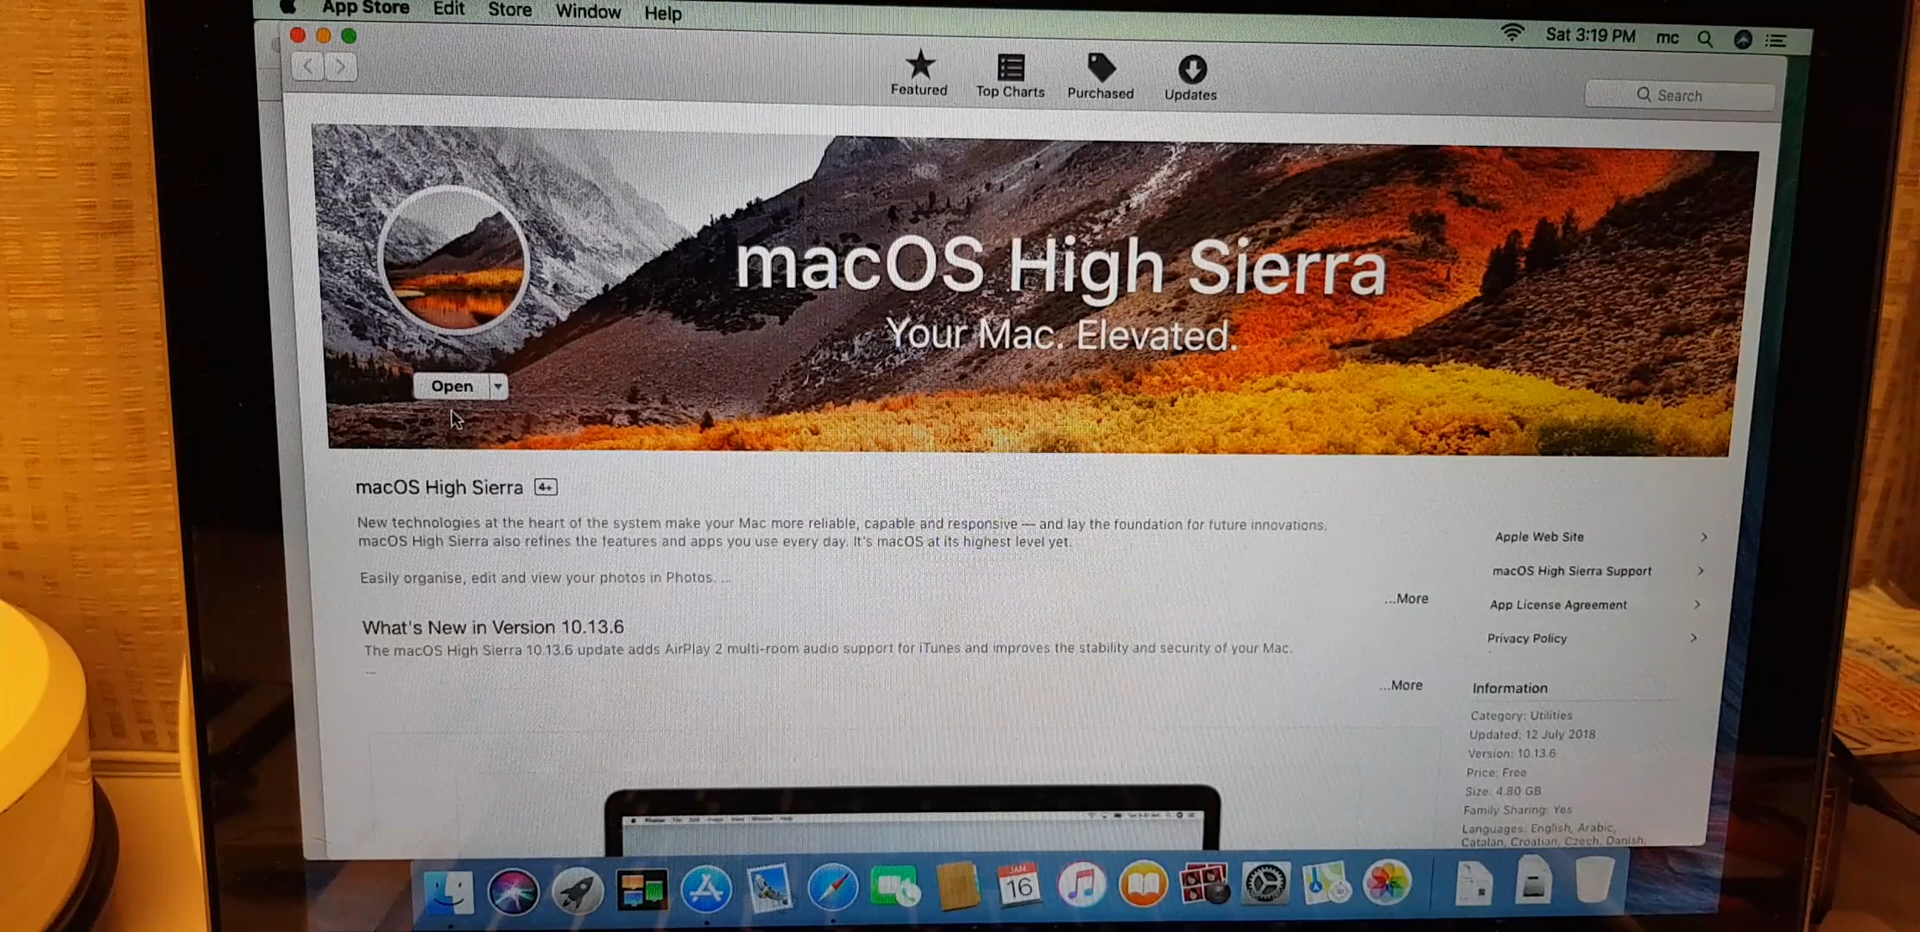 App Store Edit Store Window Help
Sat 3:19 PM mc
Featured Top Charts Purchased Updates
Search
macOS High Sierra
Your Mac. Elevated.
Open
macOS High Sierra 4+
New technologies at the heart of the system make your Mac more reliable, capable and responsive — and lay the foundation for future innovations.
macOS High Sierra also refines the features and apps you use every day. It's macOS at its highest level yet.
Easily organise, edit and view your photos in Photos. ...
...More
What's New in Version 10.13.6
The macOS High Sierra 10.13.6 update adds AirPlay 2 multi-room audio support for iTunes and improves the stability and security of your Mac.
...
...More
Apple Web Site
macOS High Sierra Support
App License Agreement
Privacy Policy
Information
Category: Utilities
Updated: 12 July 2018
Version: 10.13.6
Price: Free
Size: 4.80 GB
Family Sharing: Yes
Languages: English, Arabic,
Catalan, Croatian, Czech, Danish,
JAN
16